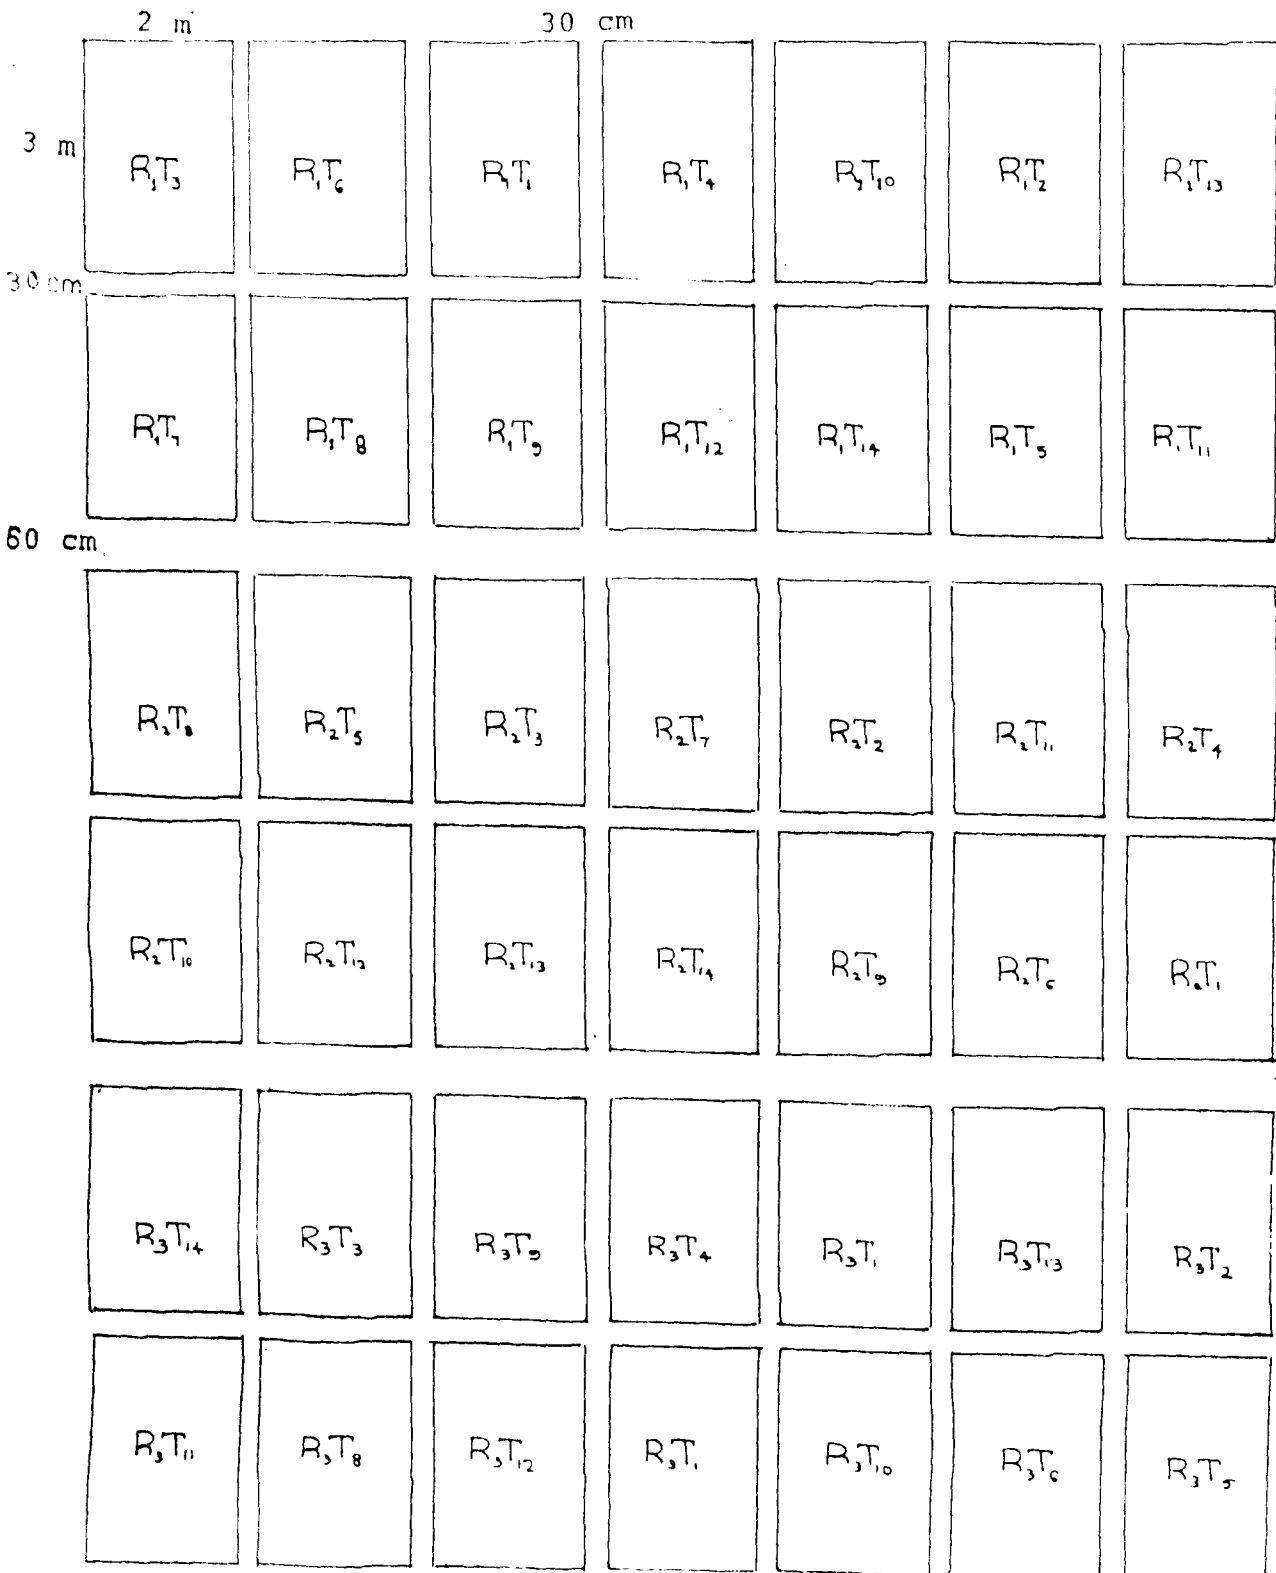 2 m 30 cm
3 m
R₁T₃ R₁T₆ R₁T₁ R₁T₄ R₁T₁₀ R₁T₂ R₁T₁₃
30 cm
R₁T₇ R₁T₈ R₁T₉ R₁T₁₂ R₁T₁₄ R₁T₅ R₁T₁₁
60 cm
R₂T₈ R₂T₅ R₂T₃ R₂T₇ R₂T₂ R₂T₁₁ R₂T₄
R₂T₁₀ R₂T₁₂ R₂T₁₃ R₂T₁₄ R₂T₉ R₂T₆ R₂T₁
R₃T₁₄ R₃T₃ R₃T₉ R₃T₄ R₃T₁ R₃T₁₃ R₃T₂
R₃T₁₁ R₃T₈ R₃T₁₂ R₃T₁ R₃T₁₀ R₃T₆ R₃T₅